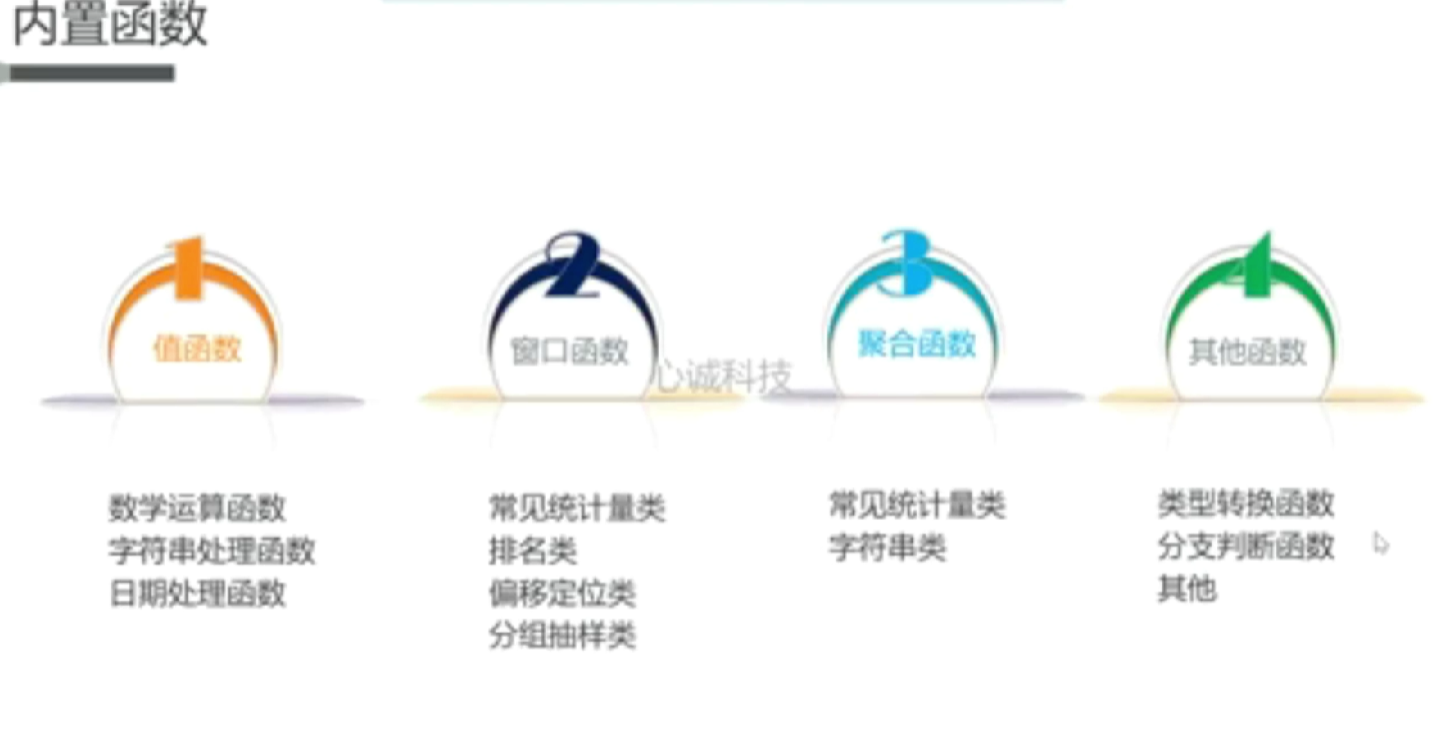 内置函数
1
值函数
数学运算函数
字符串处理函数
日期处理函数
2
窗口函数
常见统计量类
排名类
偏移定位类
分组抽样类
3
聚合函数
常见统计量类
字符串类
4
其他函数
类型转换函数
分支判断函数
其他
心诚科技